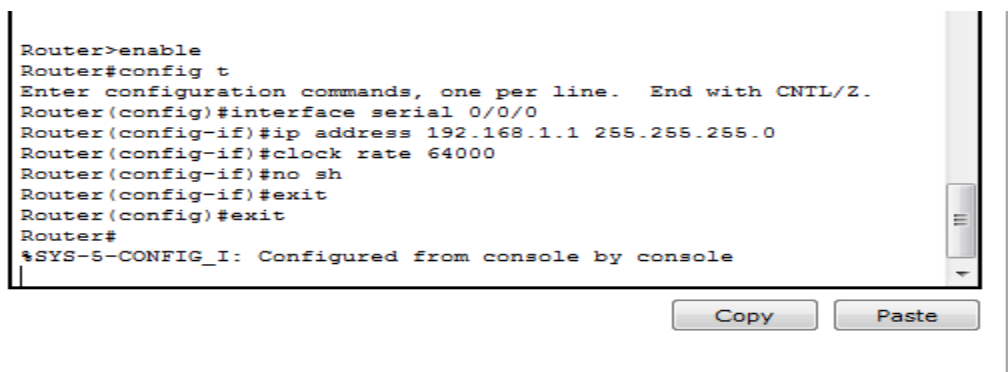 Router>enable
Router#config t
Enter configuration commands, one per line.  End with CNTL/Z.
Router(config)#interface serial 0/0/0
Router(config-if)#ip address 192.168.1.1 255.255.255.0
Router(config-if)#clock rate 64000
Router(config-if)#no sh
Router(config-if)#exit
Router(config)#exit
Router#
%SYS-5-CONFIG_I: Configured from console by console
Copy Paste